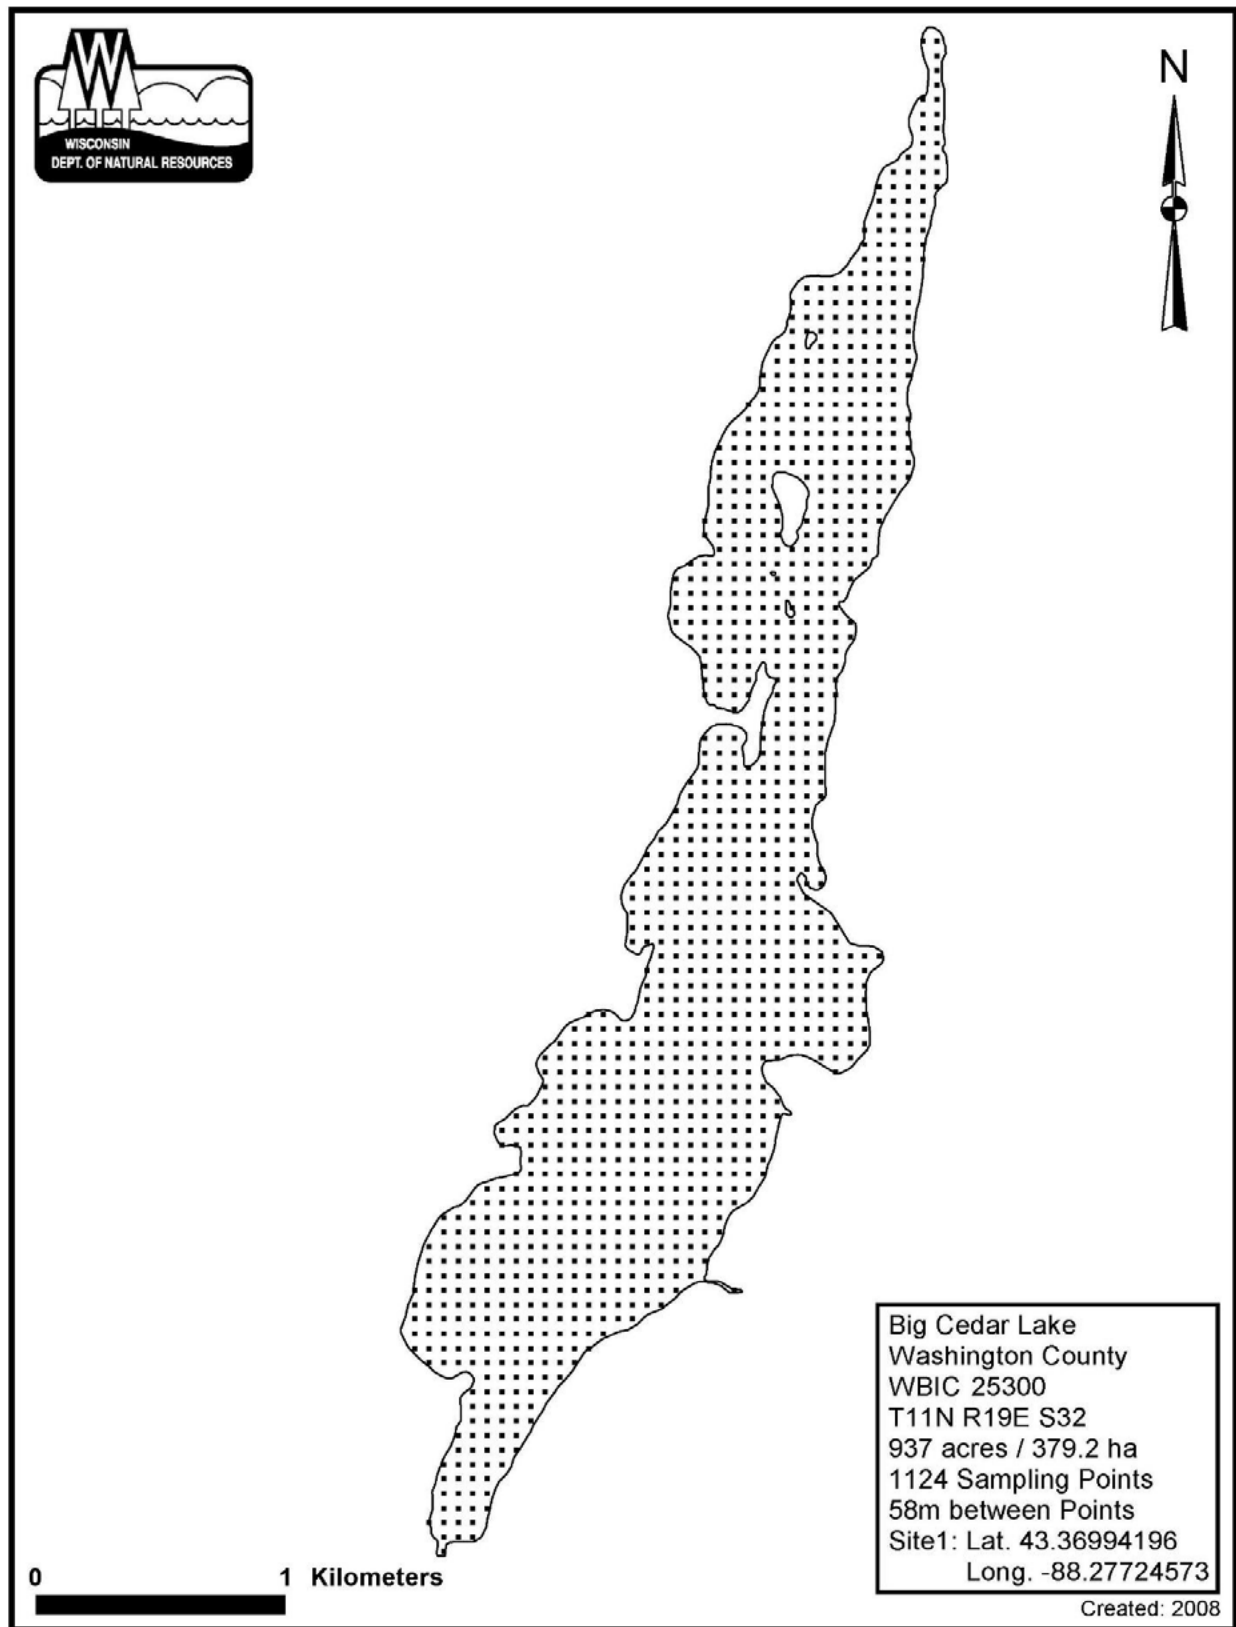 W
WISCONSIN
DEPT. OF NATURAL RESOURCES
N
Big Cedar Lake
Washington County
WBIC 25300
T11N R19E S32
937 acres / 379.2 ha
1124 Sampling Points
58m between Points
Site1: Lat. 43.36994196
Long. -88.27724573
0 1 Kilometers
Created: 2008